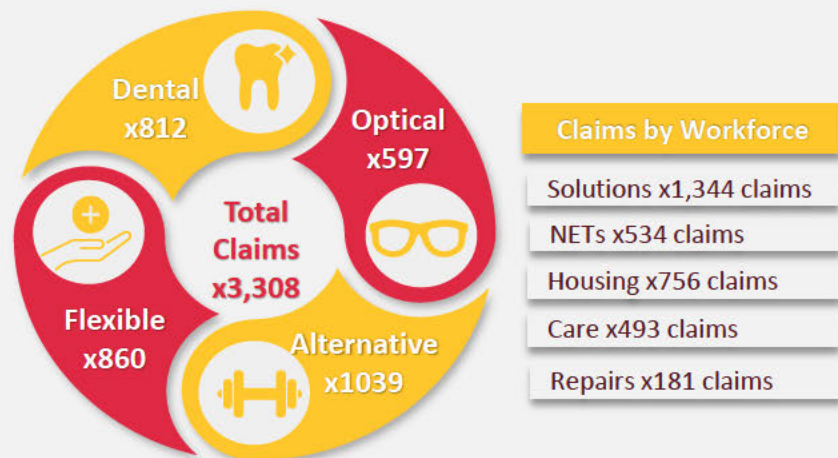 Dental
x812
Optical
x597
Total
Claims
x3,308
Flexible
x860
Alternative
x1039
Claims by Workforce
Solutions x1,344 claims
NETs x534 claims
Housing x756 claims
Care x493 claims
Repairs x181 claims